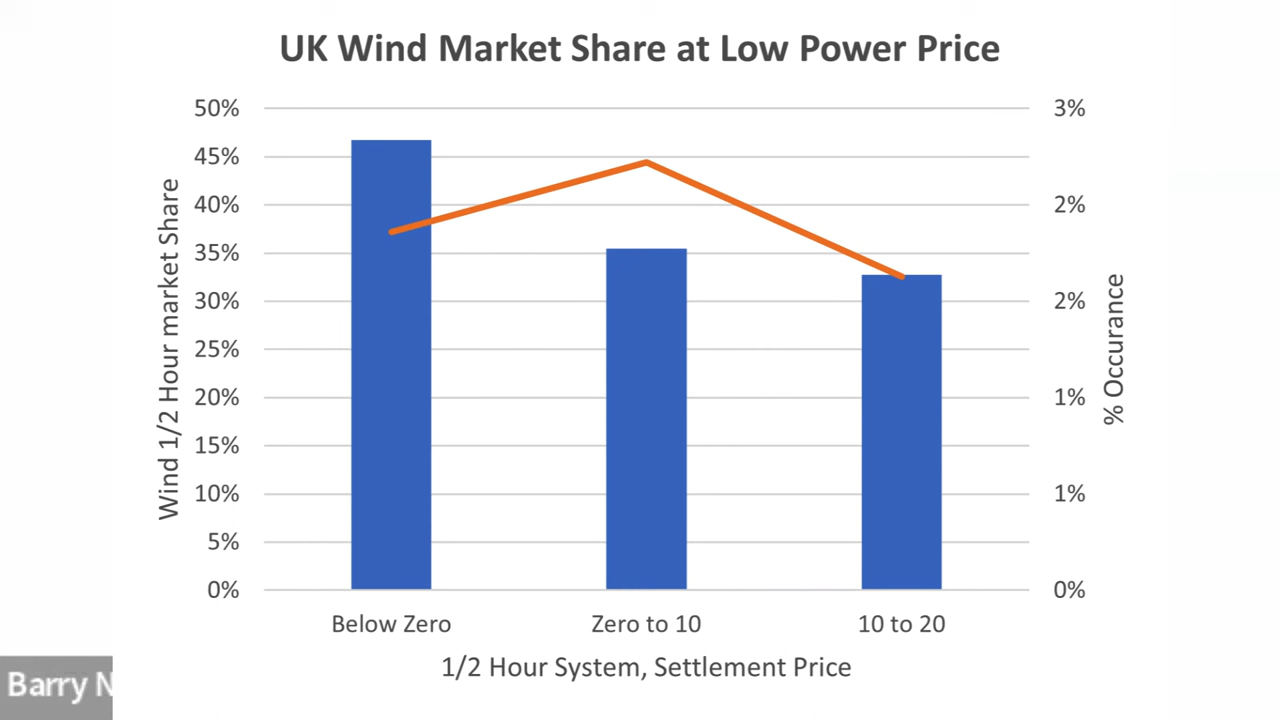 UK Wind Market Share at Low Power Price
50%
45%
40%
35%
30%
25%
20%
15%
10%
5%
0%
Wind 1/2 Hour market Share
3%
2%
2%
1%
1%
0%
% Occurance
Below Zero Zero to 10 10 to 20
1/2 Hour System, Settlement Price
Barry N